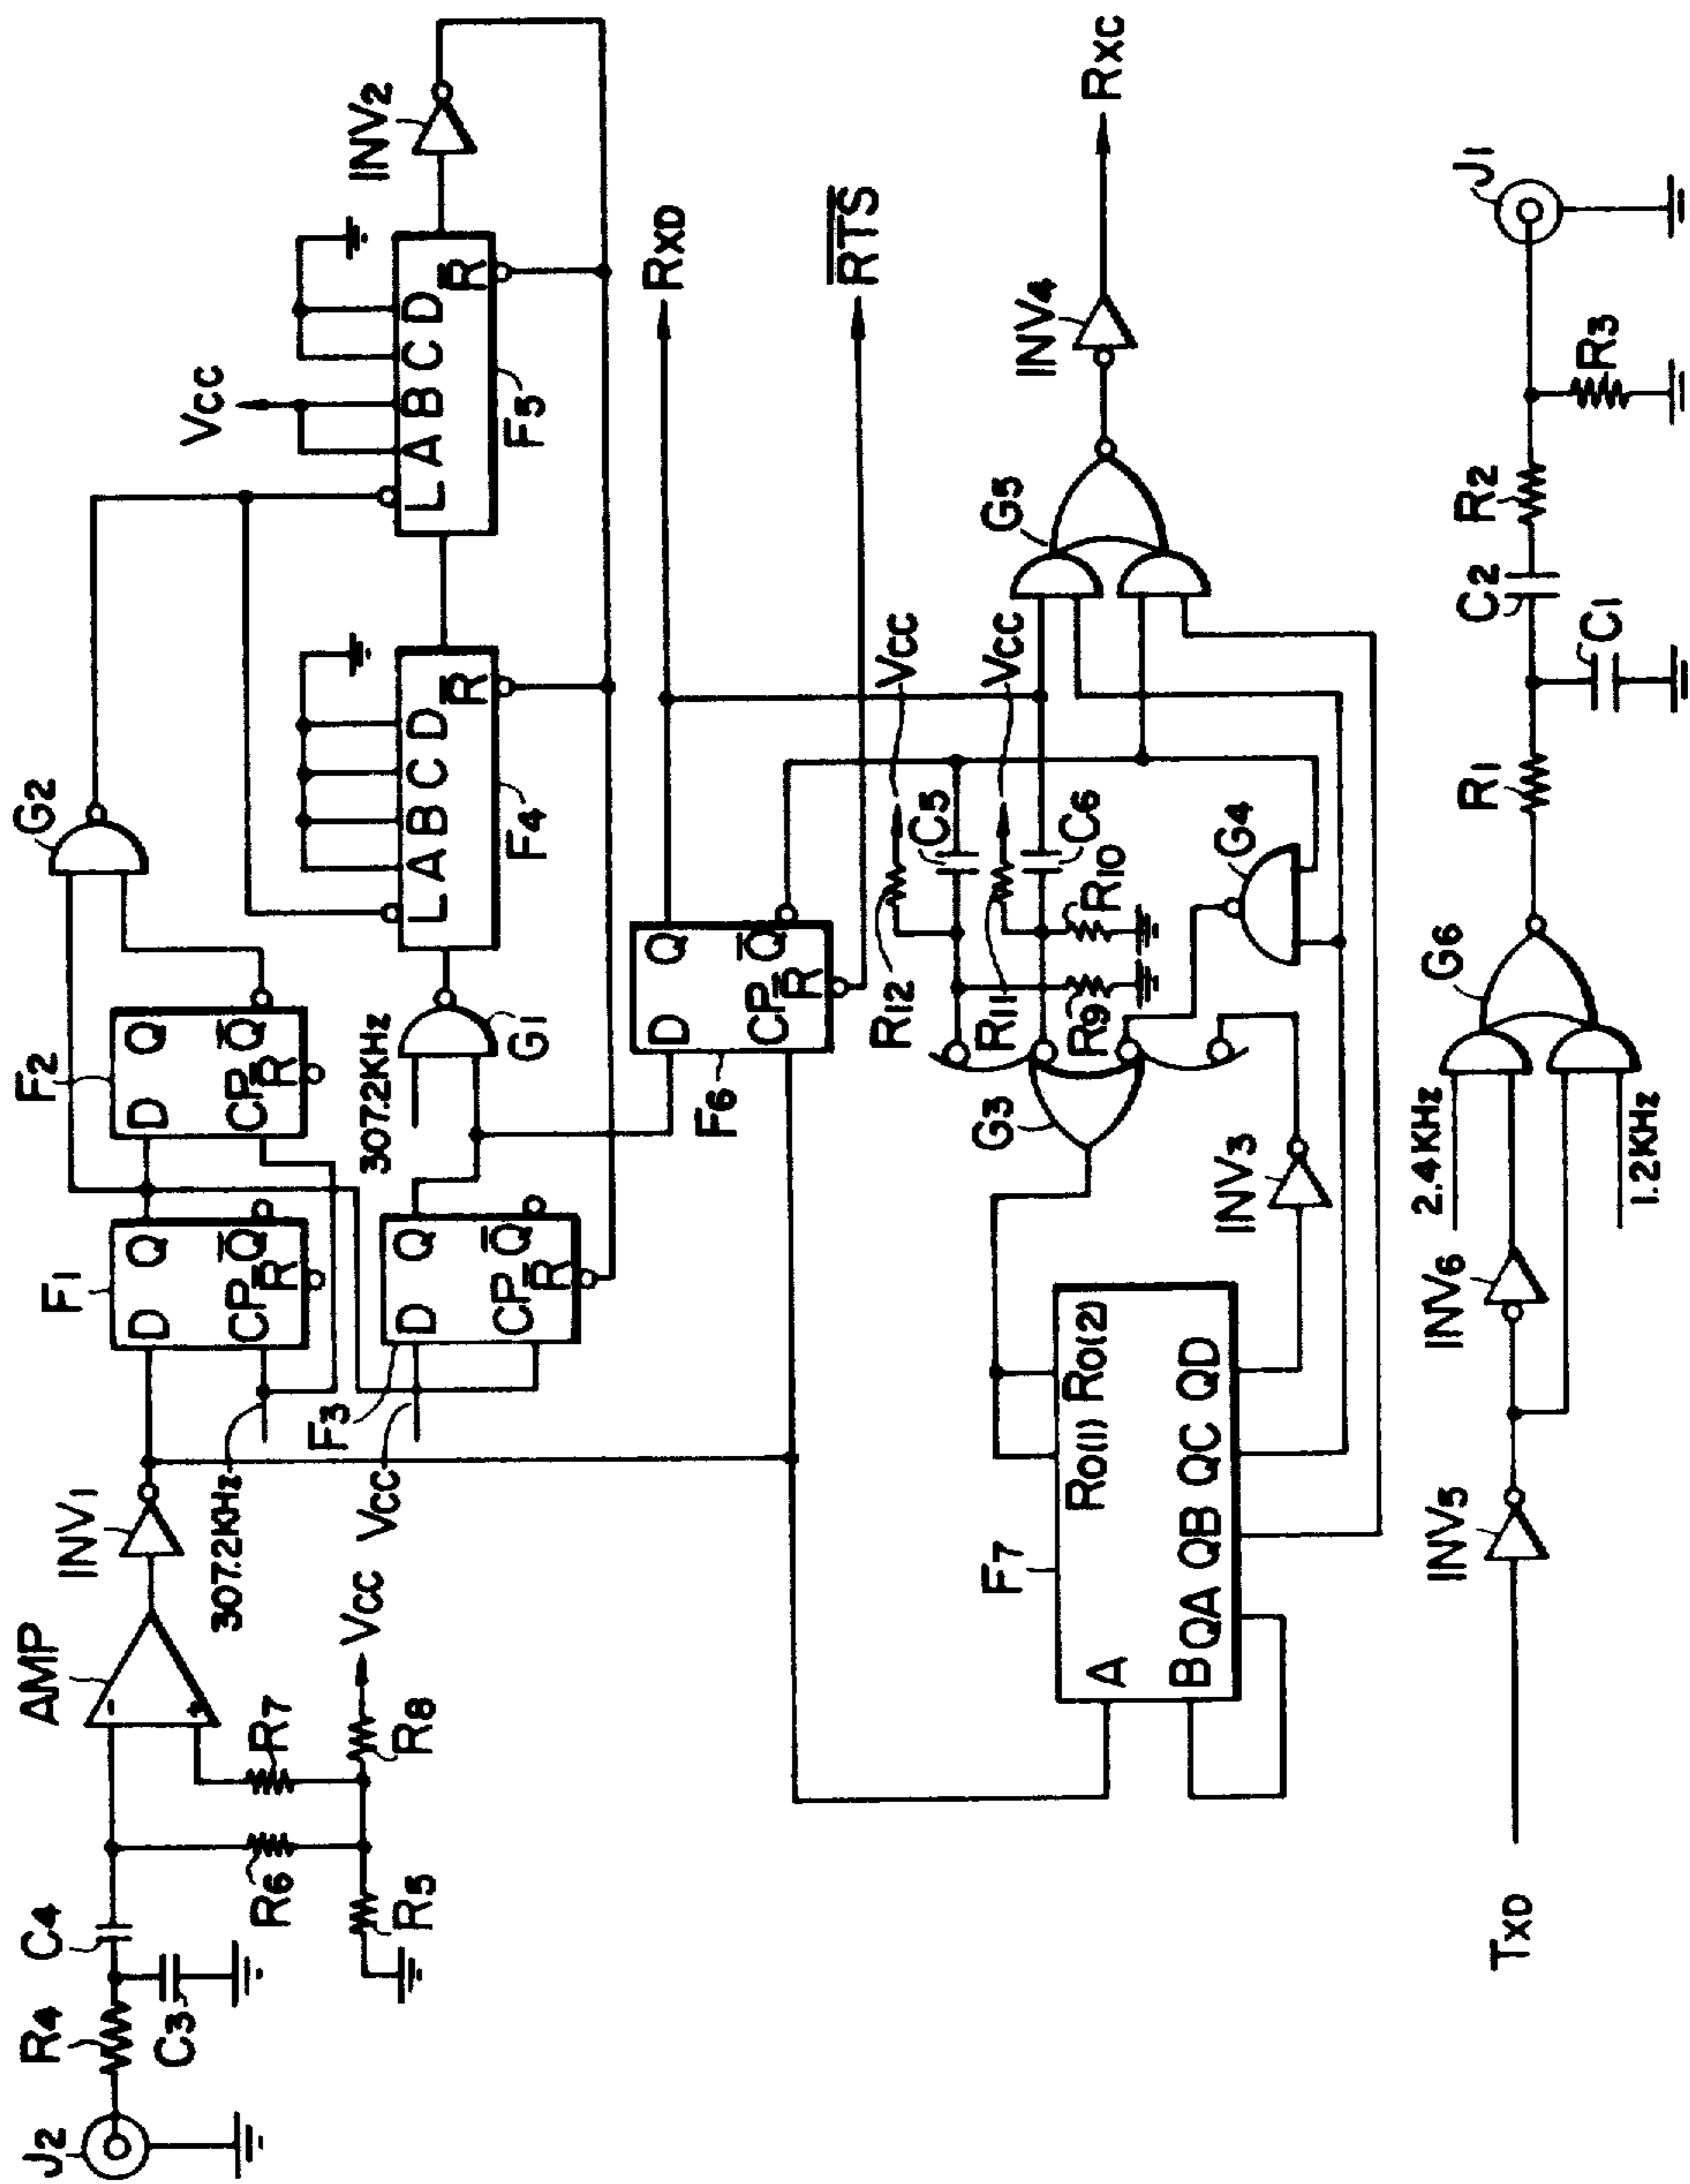 J2
R4
C3
C4
R6
R5
R7
R8
Vcc
AMP
INV1
307.2KHz
Vcc
F1
D Q
CP Q
R
F2
D Q
CP Q
R
G2
F3
D Q
CP Q
R
307.2KHz
G1
F4
L A B C D
R
Vcc
F5
L A B C D
R
INV2
F6
D Q
CP Q
R
RxD
RTS
R12
Vcc
C5
R11
Vcc
C6
R9
R10
G3
G4
G5
INV4
RxC
INV3
F7
A
R0(1) R0(2)
B QA QB QC QD
TxD
INV5
INV6
2.4KHz
1.2KHz
G6
R1
C1
C2
R2
R3
J1